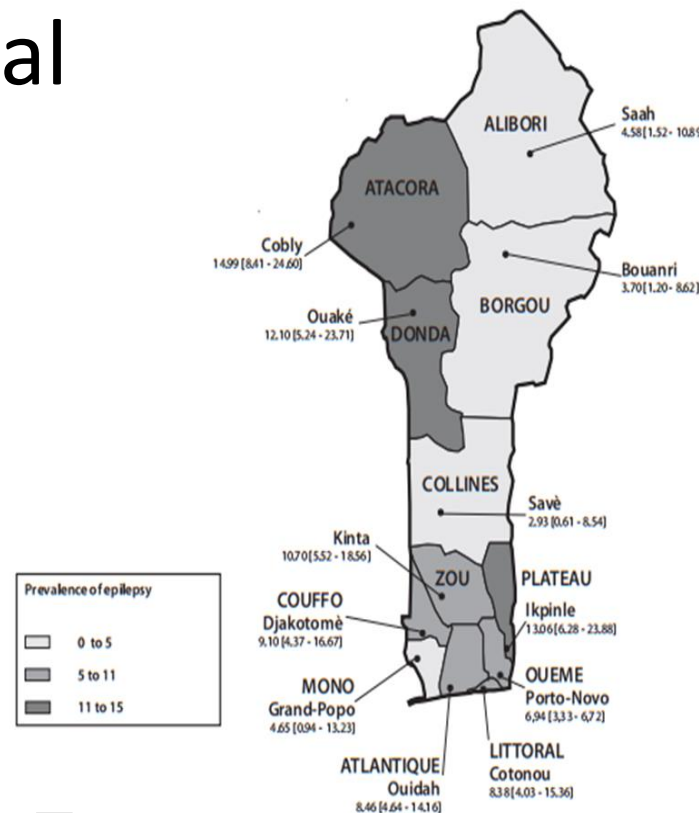 al
ALIBORI
Saah
4.58 [1.52 - 10.89
ATACORA
Cobly
14.99 [8.41 - 24.60]
Bouanri
3.70 [1.20 - 8.62]
BORGOU
Ouaké
12.10 [5.24 - 23.71]
DONDA
COLLINES
Savè
2.93 [0.61 - 8.54]
Kinta
10.70 [5.52 - 18.56]
ZOU
PLATEAU
Ikpinle
13.06 [6.28 - 23.88]
COUFFO
Djakotomè
9.10 [4.37 - 16.67]
OUEME
Porto-Novo
6,94 [3,33 - 6,72]
MONO
Grand-Popo
4.65 [0.94 - 13.23]
LITTORAL
Cotonou
8.38 [4.03 - 15.36]
ATLANTIQUE
Ouidah
8.46 [4.64 - 14.16]
Prevalence of epilepsy
0 to 5
5 to 11
11 to 15